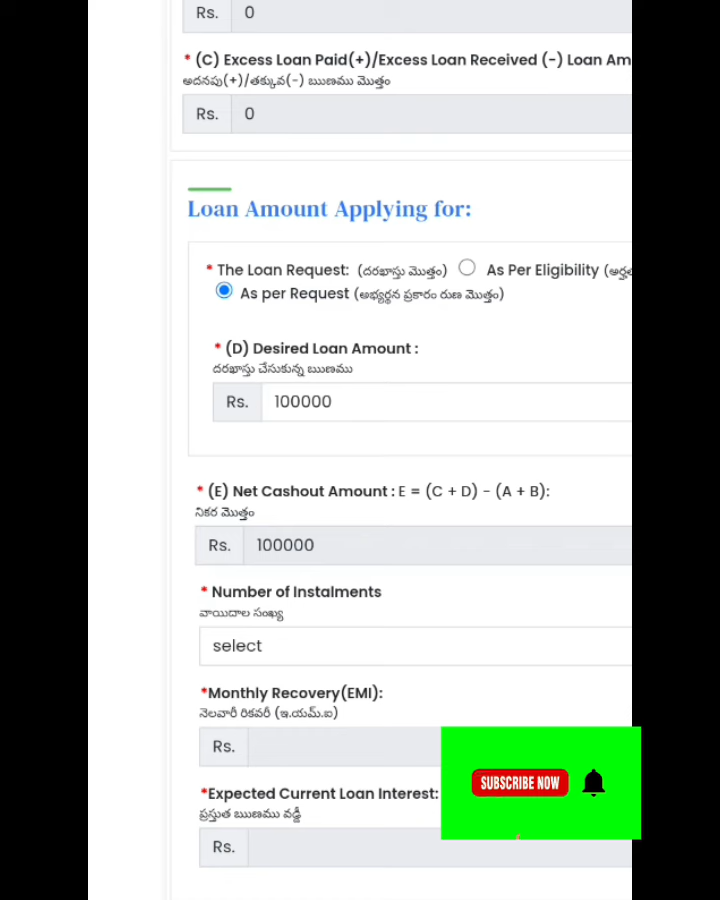 Rs. 0
* (C) Excess Loan Paid(+)/Excess Loan Received (-) Loan Am
అదనపు(+)/తక్కువ(-) ఋణము మొత్తం
Rs. 0
Loan Amount Applying for:
* The Loan Request: (దరఖాస్తు మొత్తం) As Per Eligibility (అర్హత
As per Request (అభ్యర్థన ప్రకారం రుణ మొత్తం)
* (D) Desired Loan Amount :
దరఖాస్తు చేసుకున్న ఋణము
Rs. 100000
* (E) Net Cashout Amount : E = (C + D) - (A + B):
నికర మొత్తం
Rs. 100000
* Number of Instalments
వాయిదాల సంఖ్య
select
*Monthly Recovery(EMI):
నెలవారీ రికవరీ (ఇ.యమ్.ఐ)
Rs.
SUBSCRIBE NOW
*Expected Current Loan Interest:
ప్రస్తుత ఋణము వడ్డీ
Rs.